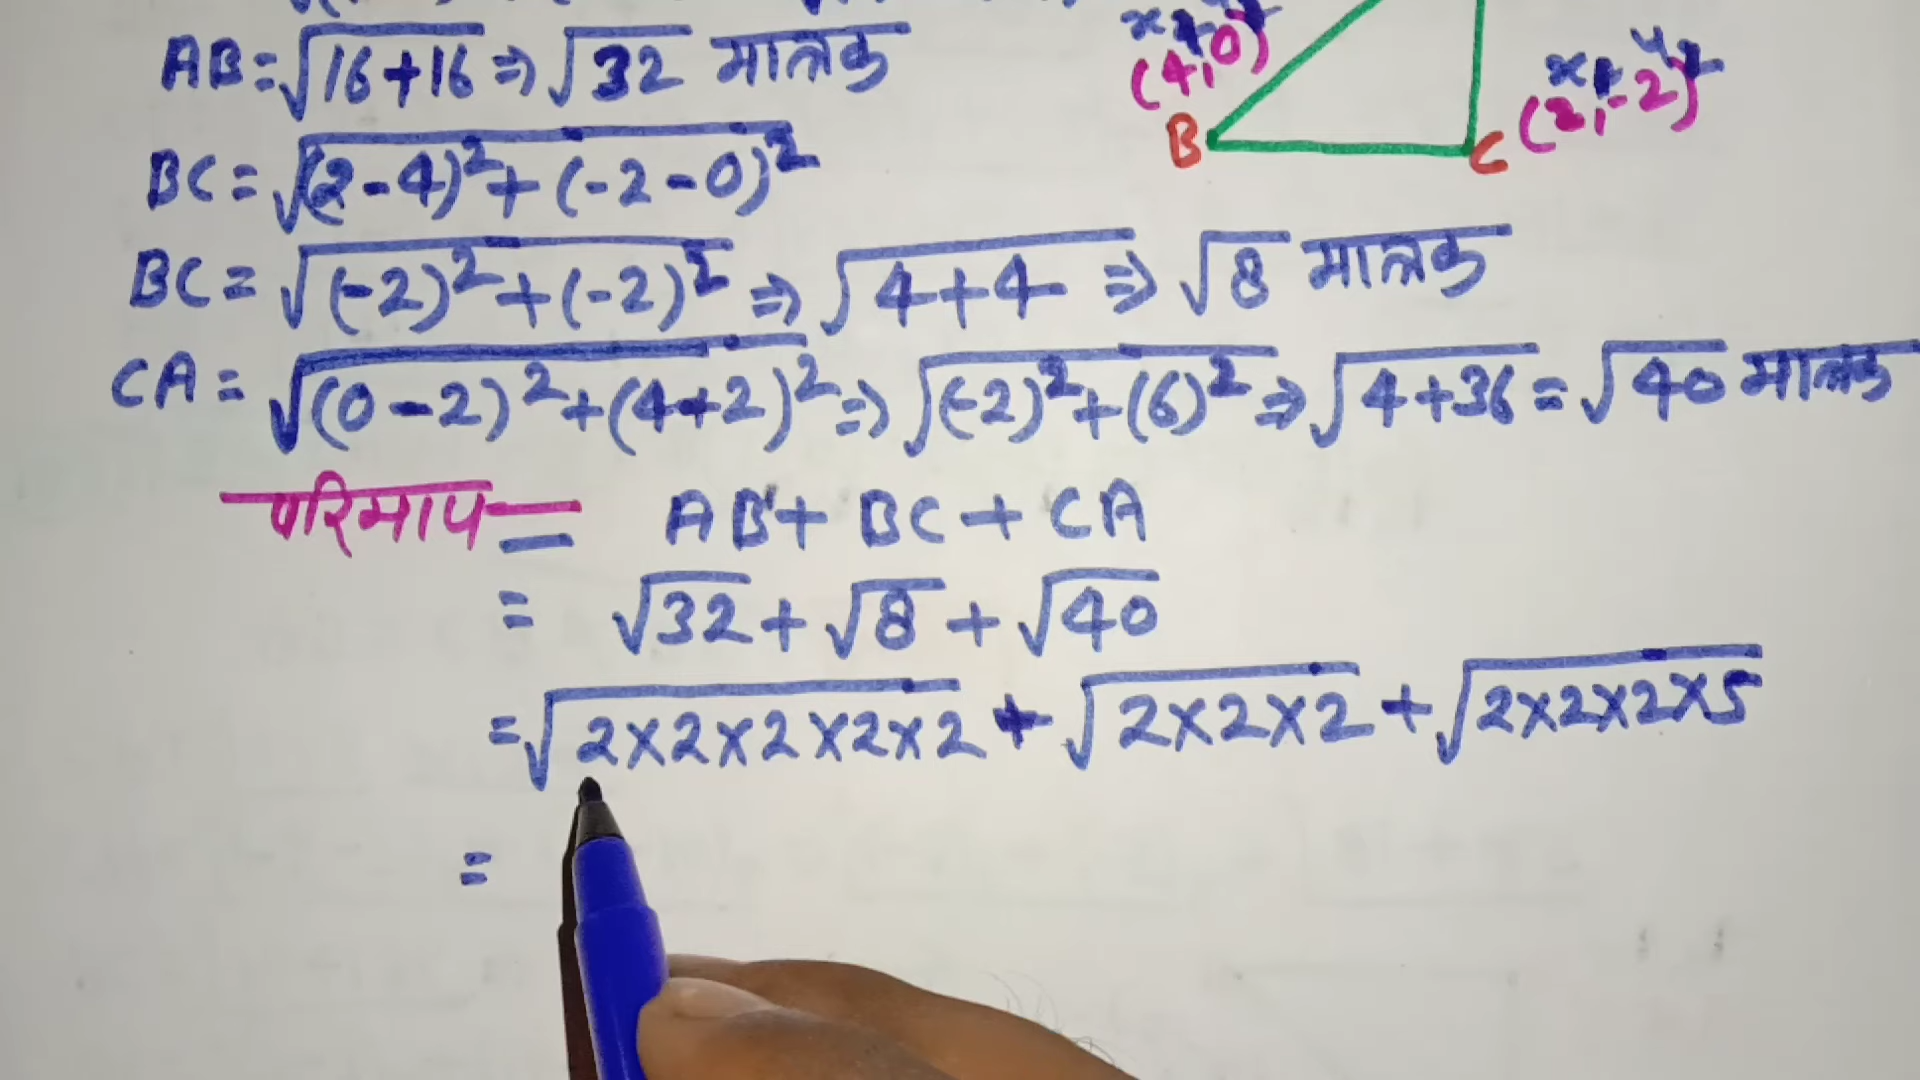 AB = √16+16 ⇒ √32 मात्रक
(4, 0)
(2, -2)
B
C
BC = √(2-4)² + (-2-0)²
BC = √(-2)² + (-2)² ⇒ √4+4 ⇒ √8 मात्रक
CA = √(0-2)² + (4+2)² ⇒ √(-2)² + (6)² ⇒ √4+36 = √40 मात्रक
परिमाप = AB + BC + CA
= √32 + √8 + √40
= √2×2×2×2×2 + √2×2×2 + √2×2×2×5
=